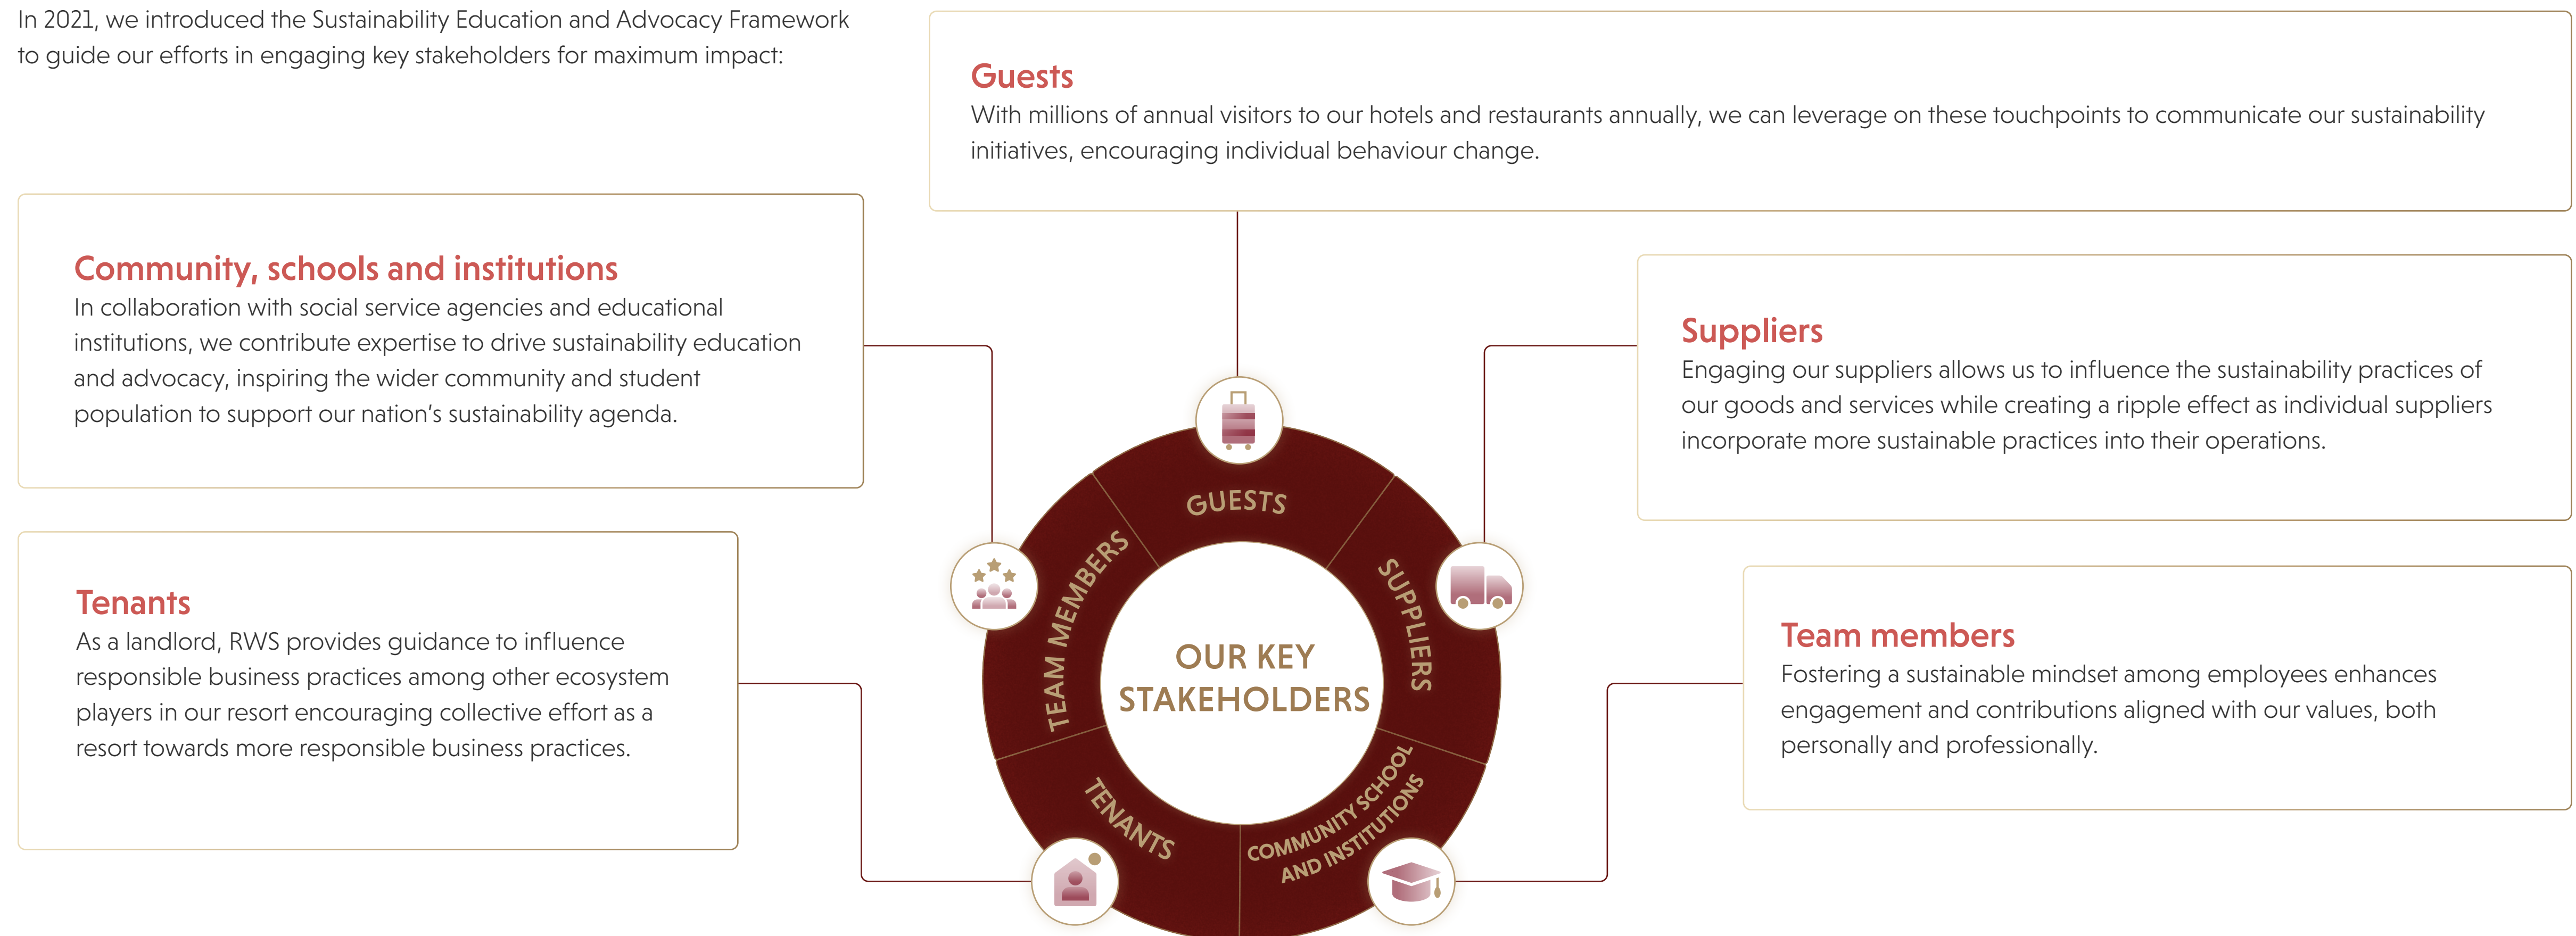 In 2021, we introduced the Sustainability Education and Advocacy Framework
to guide our efforts in engaging key stakeholders for maximum impact:
Guests
With millions of annual visitors to our hotels and restaurants annually, we can leverage on these touchpoints to communicate our sustainability
initiatives, encouraging individual behaviour change.
Community, schools and institutions
In collaboration with social service agencies and educational
institutions, we contribute expertise to drive sustainability education
and advocacy, inspiring the wider community and student
population to support our nation's sustainability agenda.
Suppliers
Engaging our suppliers allows us to influence the sustainability practices of
our goods and services while creating a ripple effect as individual suppliers
incorporate more sustainable practices into their operations.
Tenants
As a landlord, RWS provides guidance to influence
responsible business practices among other ecosystem
players in our resort encouraging collective effort as a
resort towards more responsible business practices.
Team members
Fostering a sustainable mindset among employees enhances
engagement and contributions aligned with our values, both
personally and professionally.
GUESTS
SUPPLIERS
COMMUNITY SCHOOL
AND INSTITUTIONS
TENANTS
TEAM MEMBERS
OUR KEY
STAKEHOLDERS